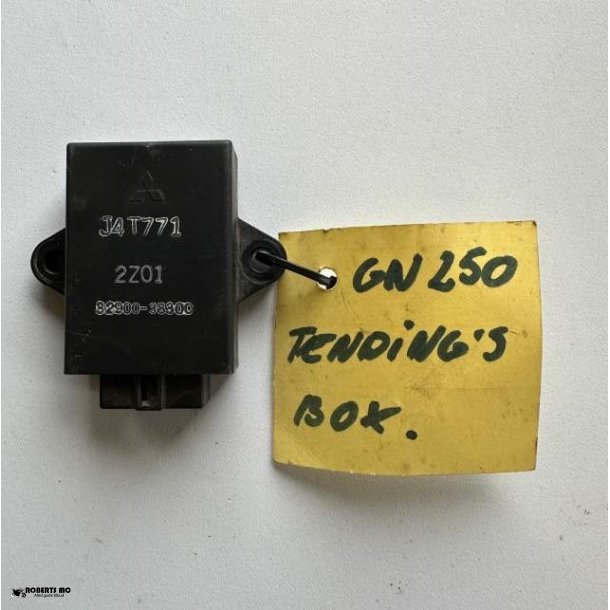 J4T771
2Z01
32900-38300
GN 250
TENDING'S
BOX.
ROBERTS MC